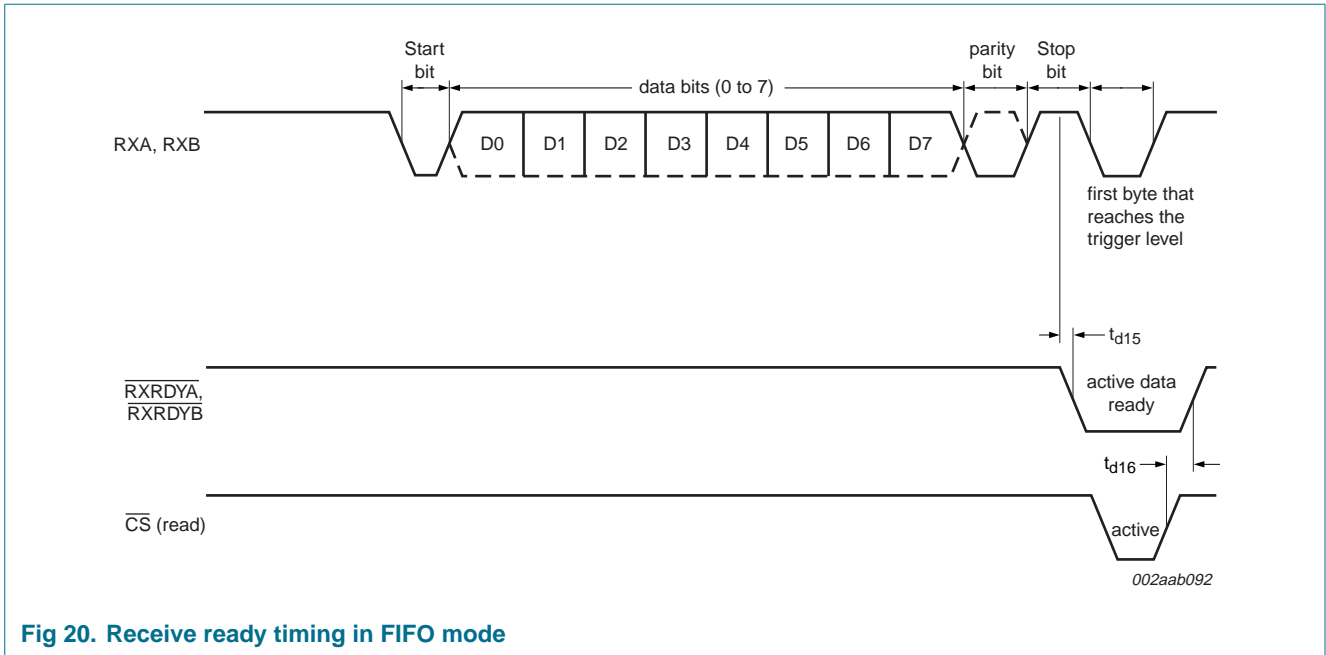 Start
bit
data bits (0 to 7)
parity
bit
Stop
bit
RXA, RXB
D0 D1 D2 D3 D4 D5 D6 D7
first byte that
reaches the
trigger level
td15
RXRDYA,
RXRDYB
active data
ready
td16
CS (read)
active
002aab092
Fig 20. Receive ready timing in FIFO mode